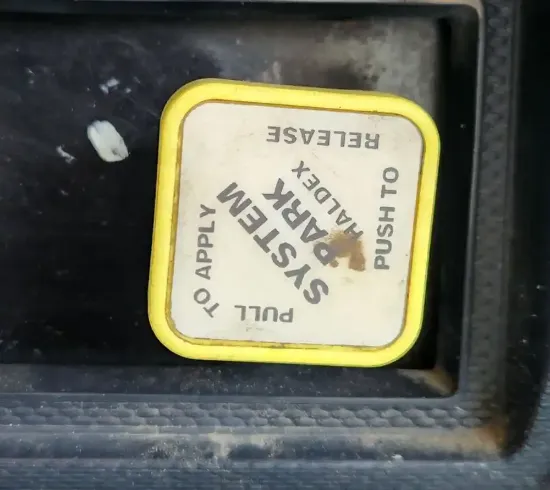 PUSH TO
RELEASE
HALDEX
PARK
SYSTEM
PULL
TO APPLY